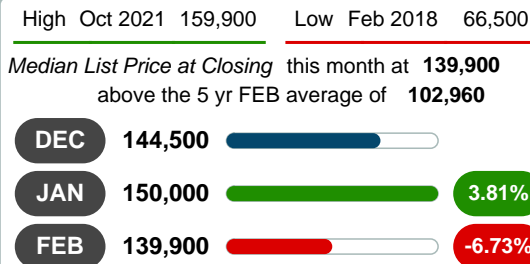 High Oct 2021 159,900 Low Feb 2018 66,500
Median List Price at Closing this month at 139,900
above the 5 yr FEB average of 102,960
DEC 144,500
JAN 150,000 3.81%
FEB 139,900 -6.73%